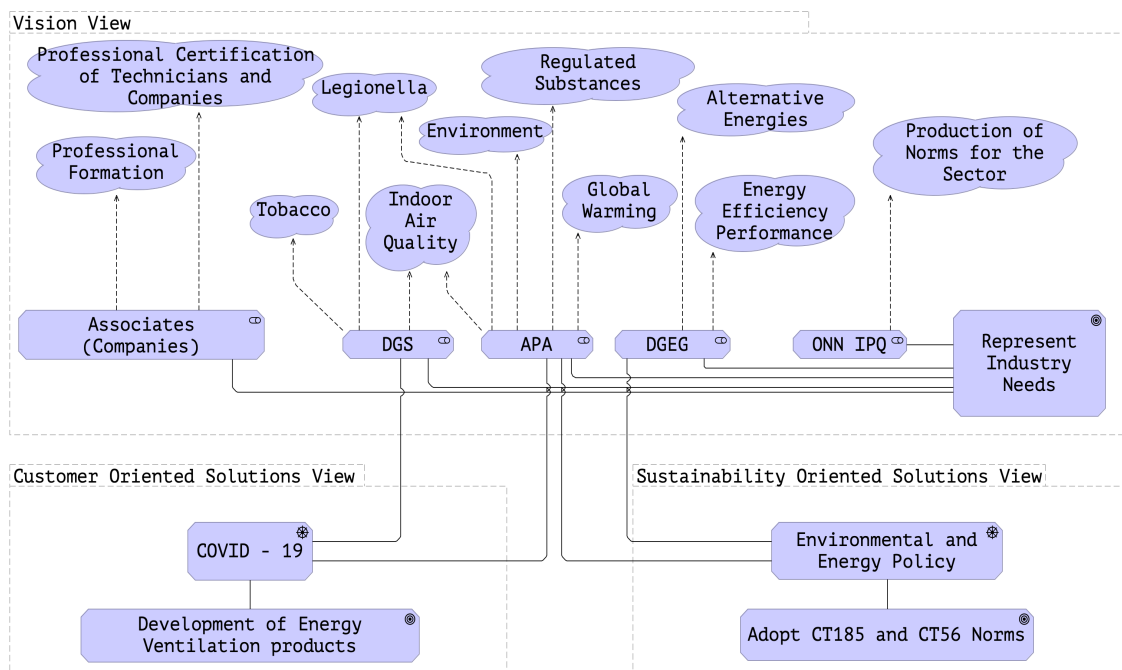 Vision View
Professional Certification
of Technicians and
Companies
Legionella
Regulated
Substances
Alternative
Energies
Environment
Production of
Norms for the
Sector
Professional
Formation
Tobacco
Indoor
Air
Quality
Global
Warming
Energy
Efficiency
Performance
Associates
(Companies)
DGS
APA
DGEG
ONN IPQ
Represent
Industry
Needs
Customer Oriented Solutions View
Sustainability Oriented Solutions View
COVID - 19
Environmental and
Energy Policy
Development of Energy
Ventilation products
Adopt CT185 and CT56 Norms